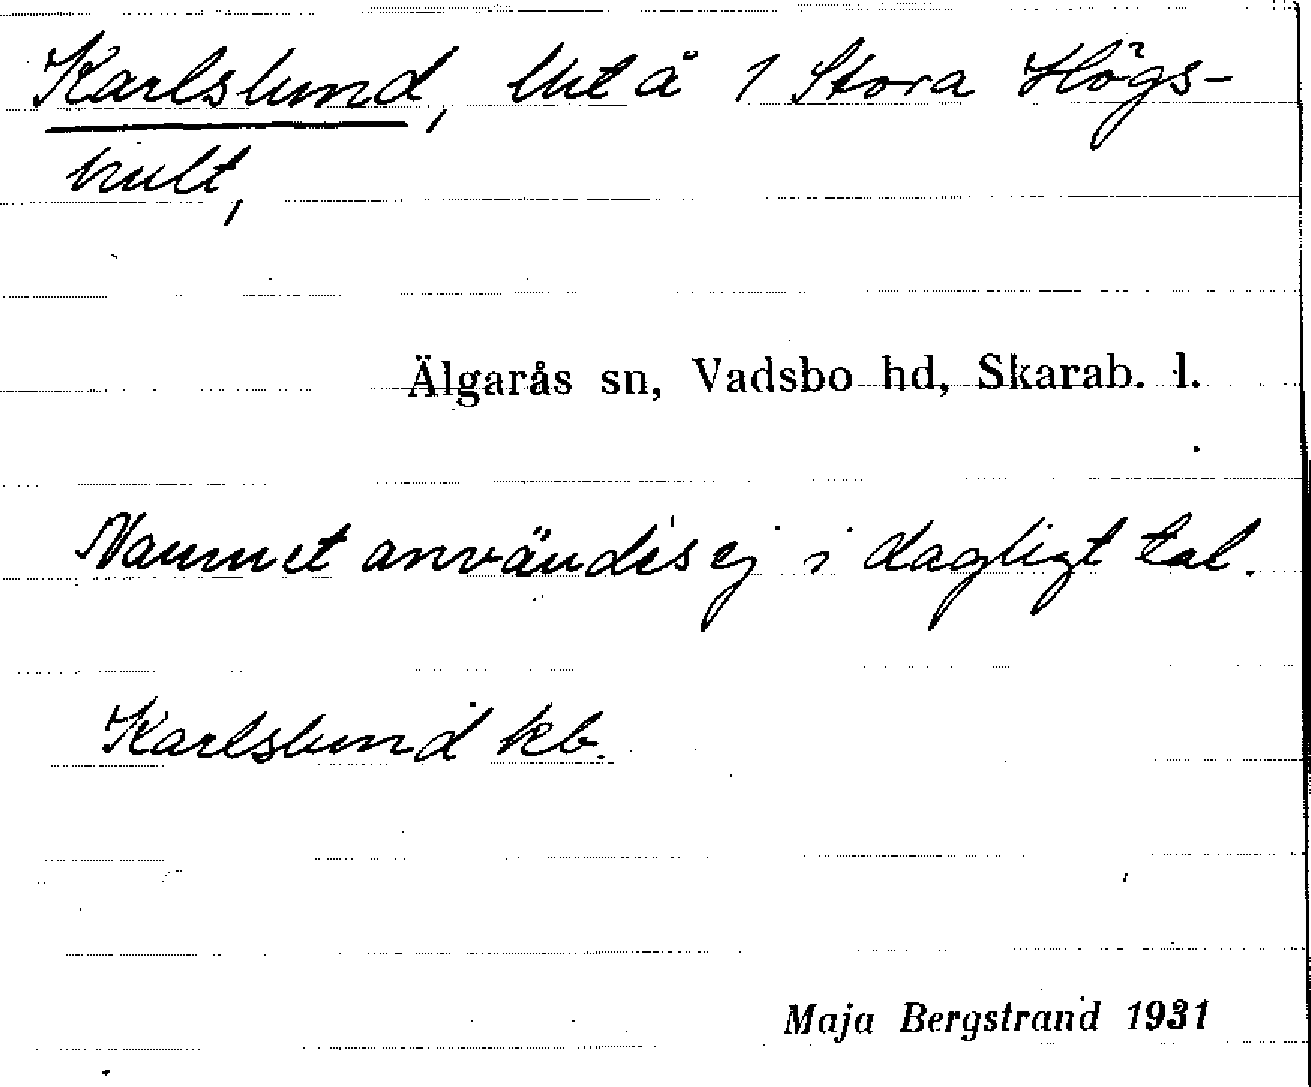 Karlslund, lht å 1 Stora Högs-
hult,
Älgarås sn, Vadsbo hd, Skarab. l.
Namnet användes ej i dagligt tal.
Karlslund kb.
Maja Bergstrand 1931